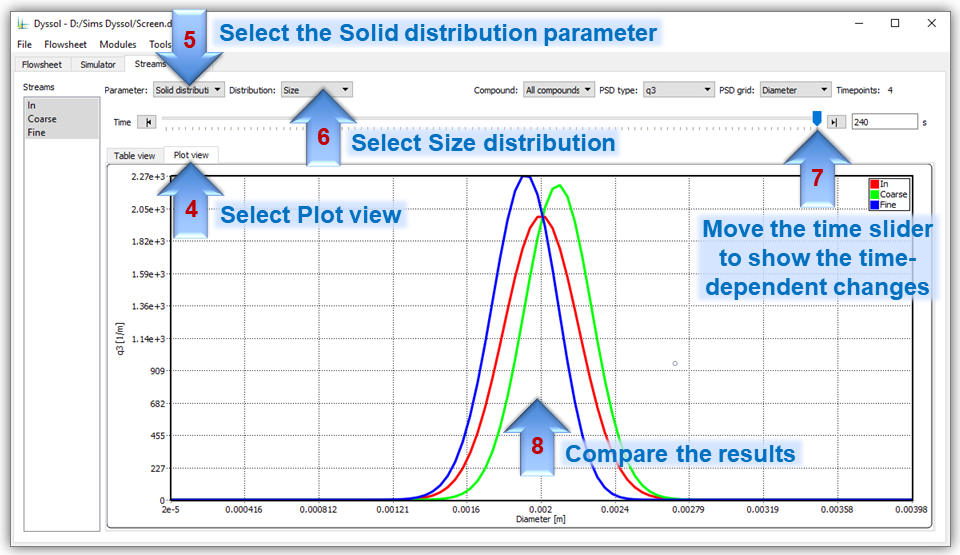 Dyssol - D:/Sims Dyssol/Screen.d
5 Select the Solid distribution parameter
File Flowsheet Modules Tools
Flowsheet Simulator Streams
Streams
Parameter: Solid distributi Distribution: Size Compound: All compounds PSD type: q3 PSD grid: Diameter Timepoints: 4
In
Coarse
Fine
Time 240 s
6 Select Size distribution
Table view Plot view
7
4 Select Plot view
Move the time slider
to show the time-
dependent changes
In
Coarse
Fine
2.27e+3
2.05e+3
1.82e+3
1.59e+3
1.36e+3
1.14e+3
909
682
455
227
0
q3 [1/m]
8 Compare the results
2e-5 0.000416 0.000812 0.00121 0.0016 0.002 0.0024 0.00279 0.00319 0.00358 0.00398
Diameter [m]